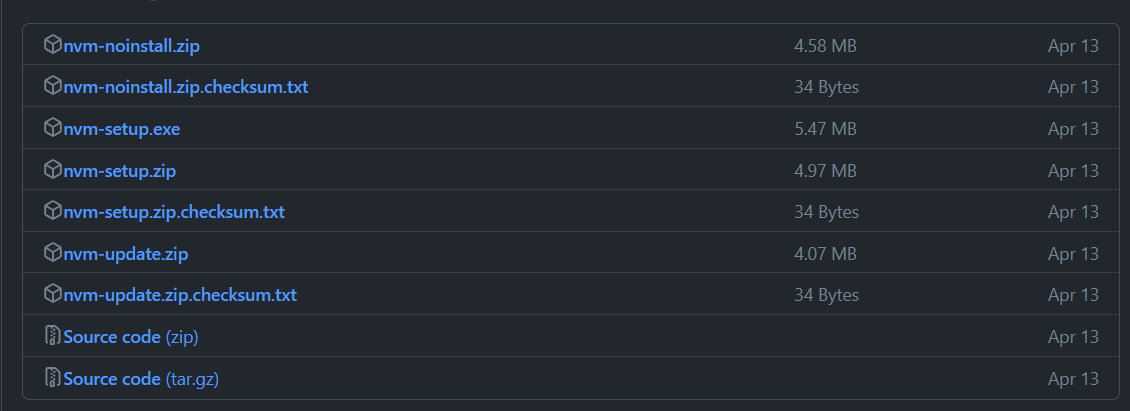 nvm-noinstall.zip 4.58 MB Apr 13
nvm-noinstall.zip.checksum.txt 34 Bytes Apr 13
nvm-setup.exe 5.47 MB Apr 13
nvm-setup.zip 4.97 MB Apr 13
nvm-setup.zip.checksum.txt 34 Bytes Apr 13
nvm-update.zip 4.07 MB Apr 13
nvm-update.zip.checksum.txt 34 Bytes Apr 13
Source code (zip) Apr 13
Source code (tar.gz) Apr 13